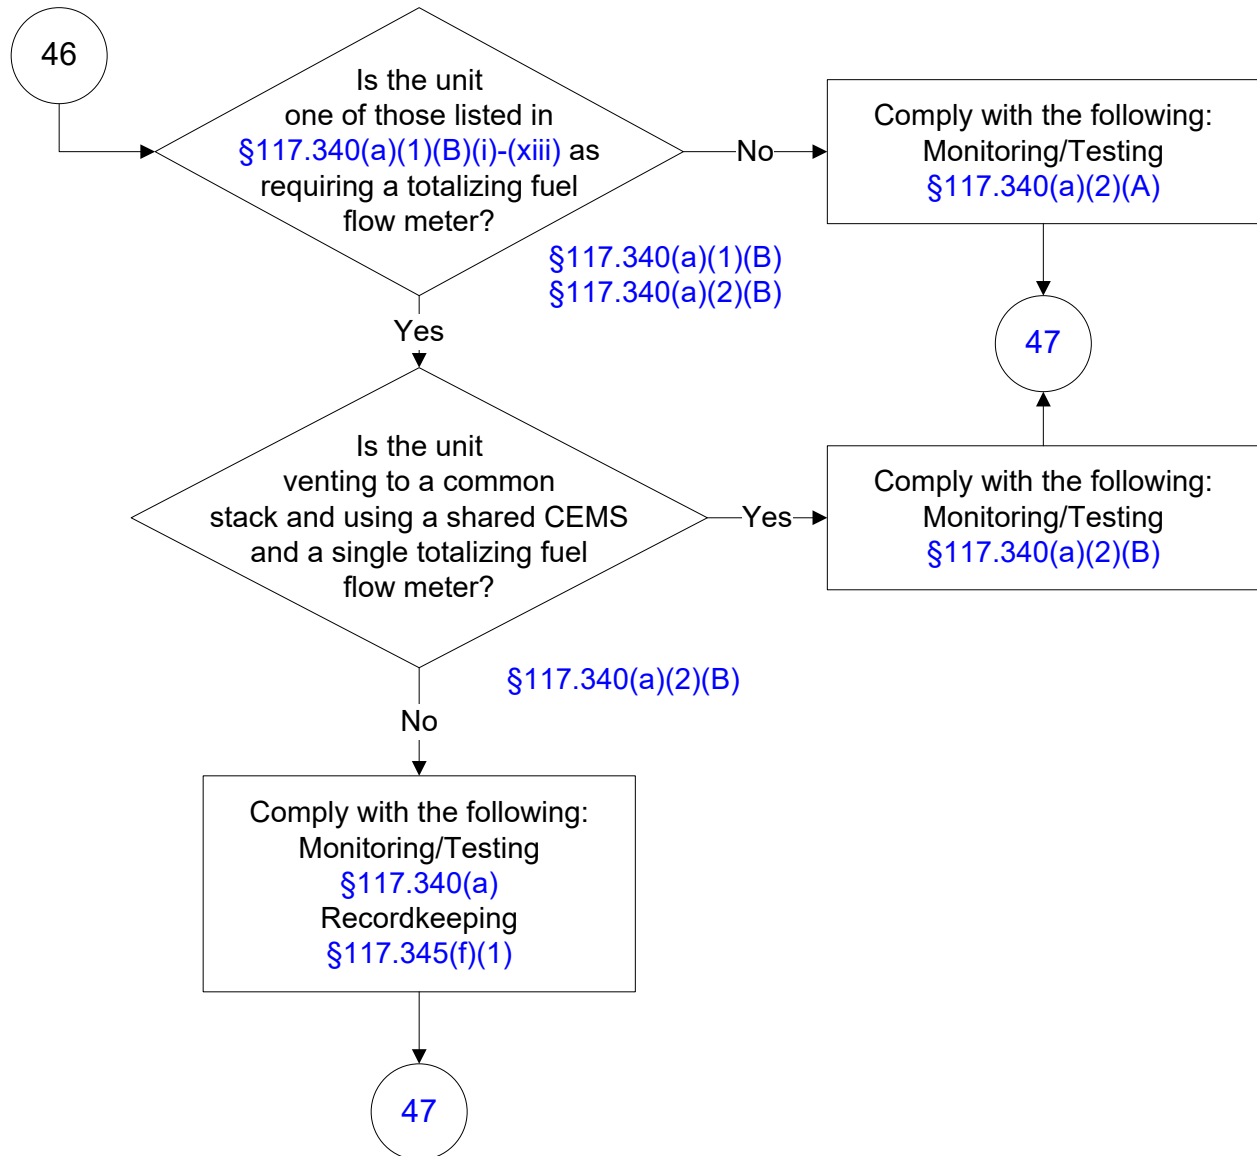 46
Is the unit
one of those listed in
§117.340(a)(1)(B)(i)-(xiii) as
requiring a totalizing fuel
flow meter?
No
Comply with the following:
Monitoring/Testing
§117.340(a)(2)(A)
§117.340(a)(1)(B)
§117.340(a)(2)(B)
Yes
47
Is the unit
venting to a common
stack and using a shared CEMS
and a single totalizing fuel
flow meter?
Yes
Comply with the following:
Monitoring/Testing
§117.340(a)(2)(B)
§117.340(a)(2)(B)
No
Comply with the following:
Monitoring/Testing
§117.340(a)
Recordkeeping
§117.345(f)(1)
47